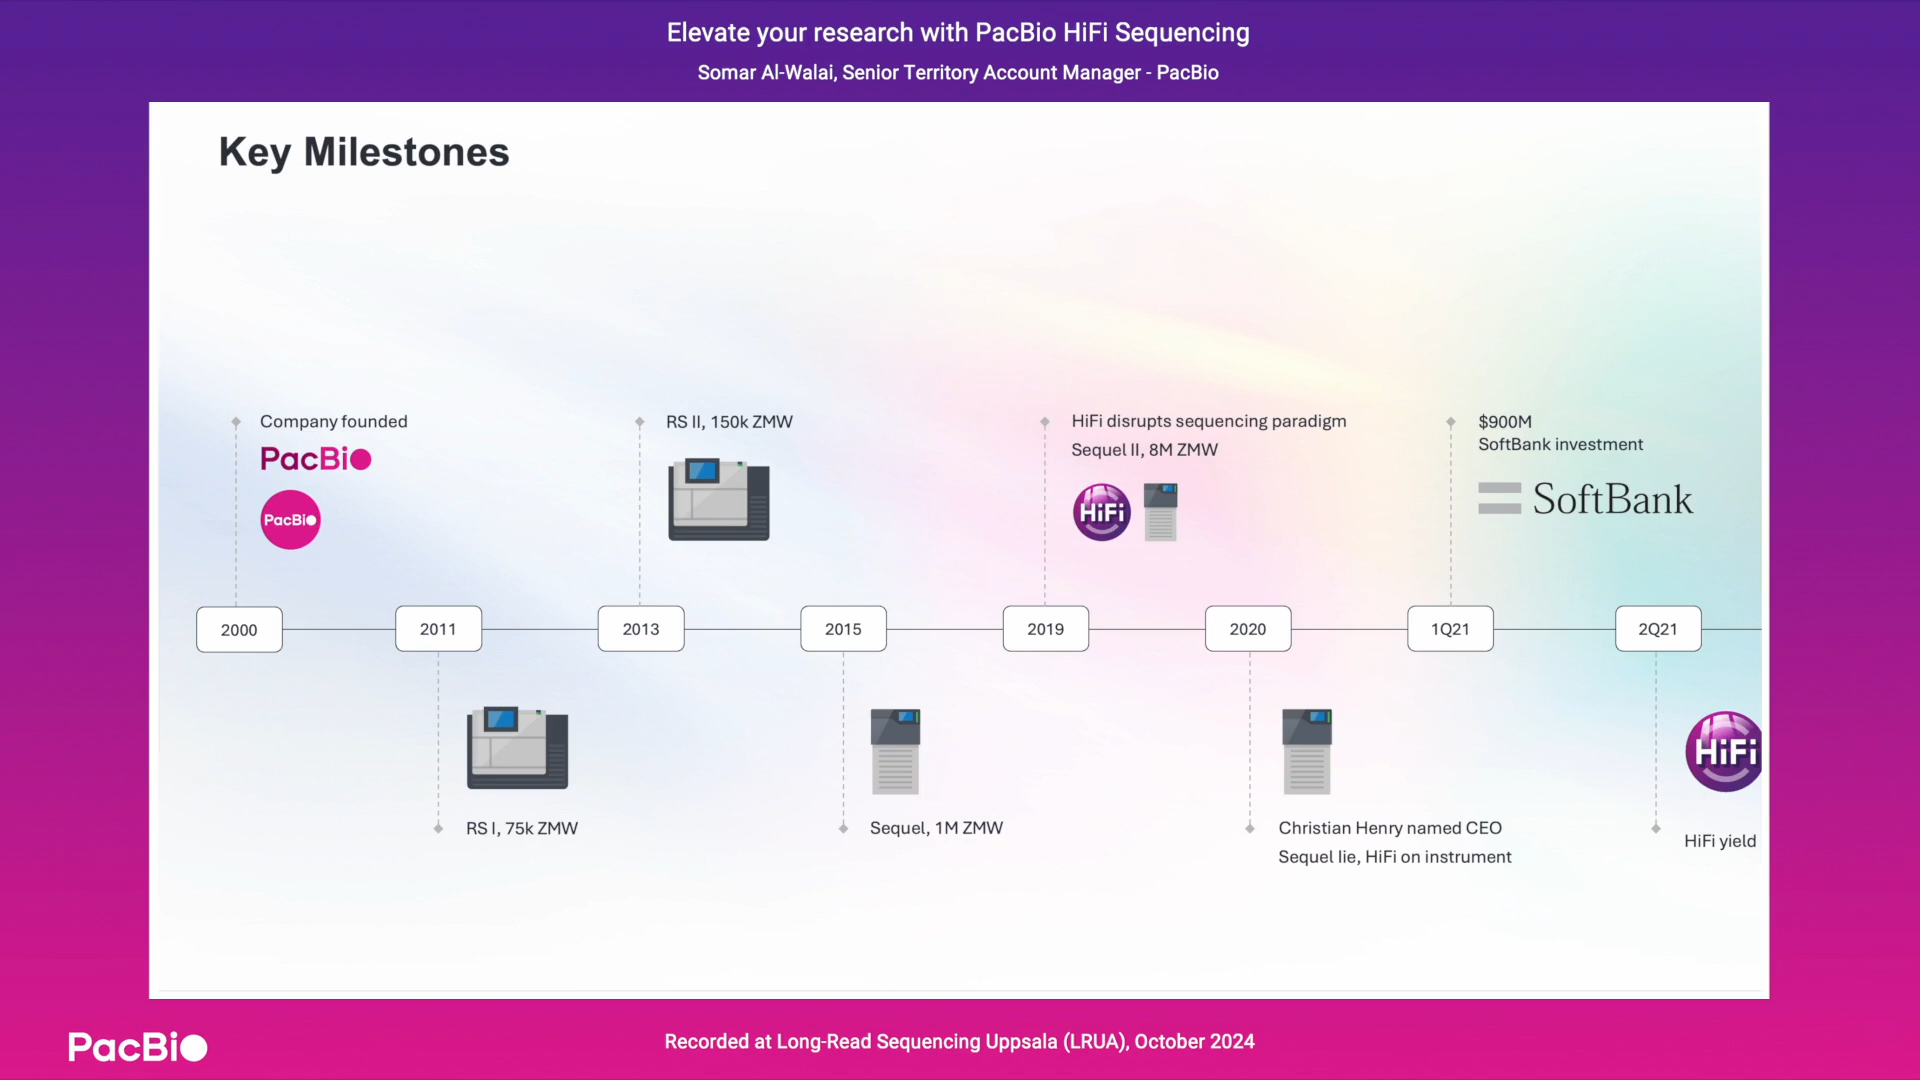 Elevate your research with PacBio HiFi Sequencing
Somar Al-Walai, Senior Territory Account Manager - PacBio
Key Milestones
Company founded
PacBio
PacBio
RS II, 150k ZMW
HiFi disrupts sequencing paradigm
Sequel II, 8M ZMW
HiFi
$900M
SoftBank investment
SoftBank
2000
2011
2013
2015
2019
2020
1Q21
2Q21
RS I, 75k ZMW
Sequel, 1M ZMW
Christian Henry named CEO
Sequel IIe, HiFi on instrument
HiFi
HiFi yield
PacBio
Recorded at Long-Read Sequencing Uppsala (LRUA), October 2024